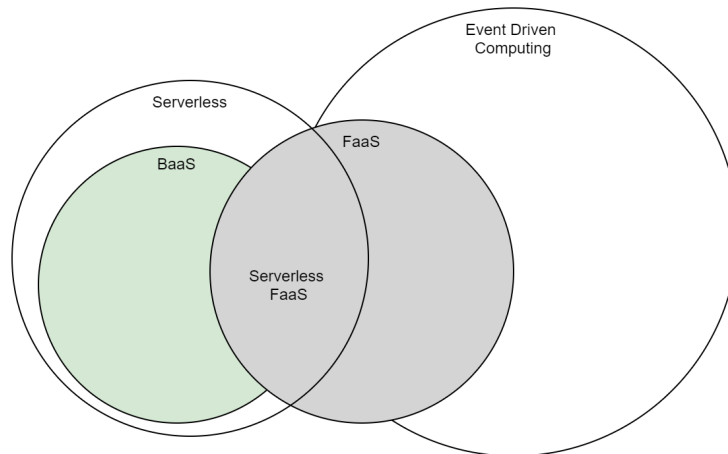 Event Driven
Computing
Serverless
FaaS
BaaS
Serverless
FaaS